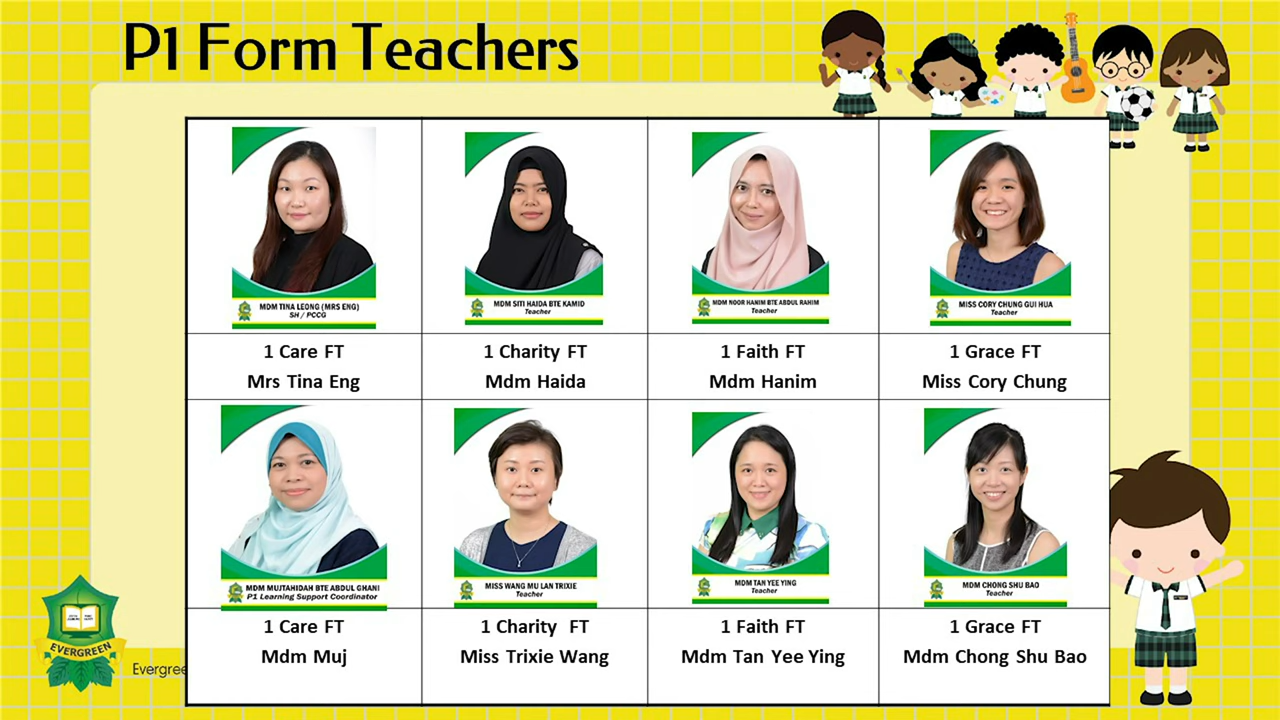 P1 Form Teachers
MDM TINA LEONG (MRS ENG)
SH / PCCG
MDM SITI HAIDA BTE KAMID
Teacher
MDM NOOR HANIM BTE ABDUL RAHIM
Teacher
MISS CORY CHUNG GUI HUA
Teacher
1 Care FT
Mrs Tina Eng
1 Charity FT
Mdm Haida
1 Faith FT
Mdm Hanim
1 Grace FT
Miss Cory Chung
MDM MUJTAHIDAH BTE ABDUL GHANI
P1 Learning Support Coordinator
MISS WANG MU LAN TRIXIE
Teacher
MDM TAN YEE YING
Teacher
MDM CHONG SHU BAO
Teacher
1 Care FT
Mdm Muj
1 Charity FT
Miss Trixie Wang
1 Faith FT
Mdm Tan Yee Ying
1 Grace FT
Mdm Chong Shu Bao
EVERGREEN